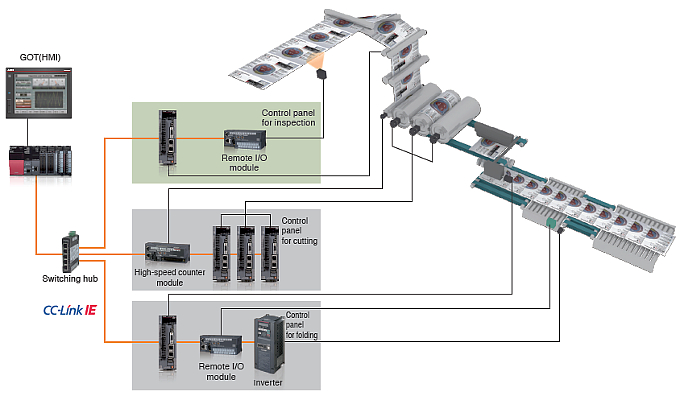 GOT(HMI)
Control panel
for inspection
Remote I/O
module
Control
panel
for cutting
Switching hub
High-speed counter
module
CC-Link IE
Control
panel
for folding
Remote I/O
module
Inverter